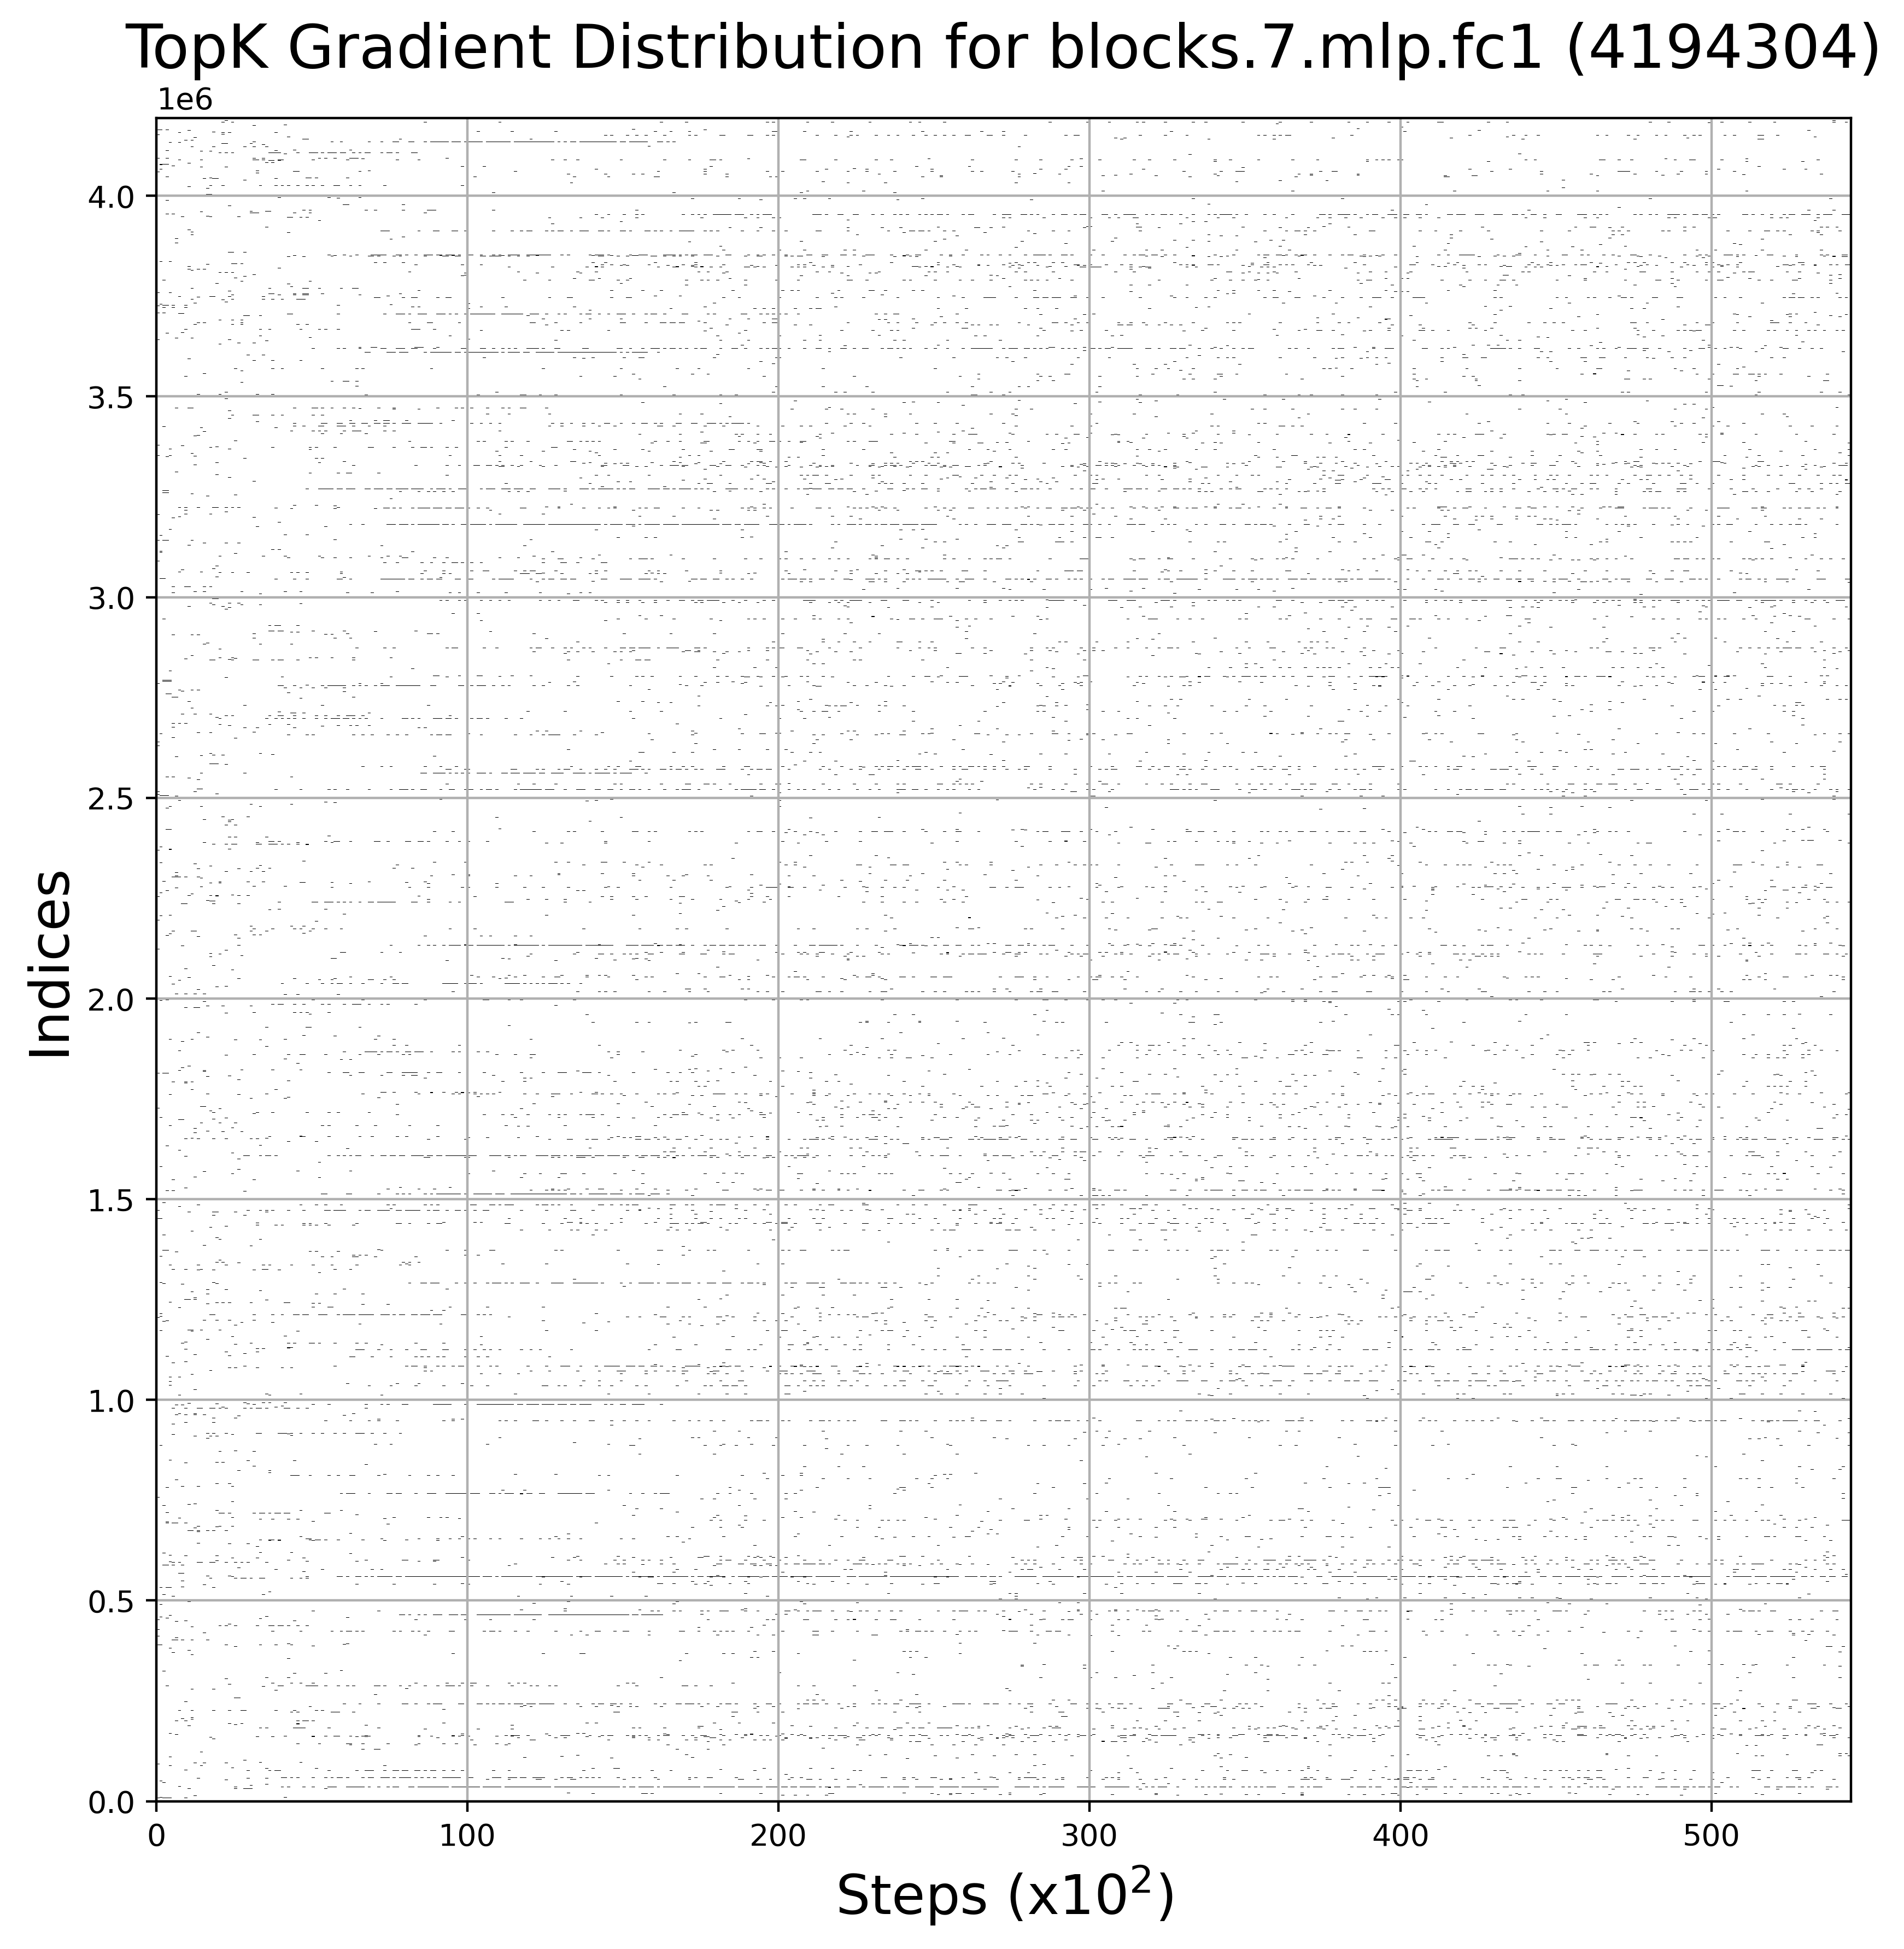 TopK Gradient Distribution for blocks.7.mlp.fc1 (4194304)
1e6
4.0
3.5
3.0
2.5
2.0
1.5
1.0
0.5
0.0
Indices
0 100 200 300 400 500
Steps (x10²)